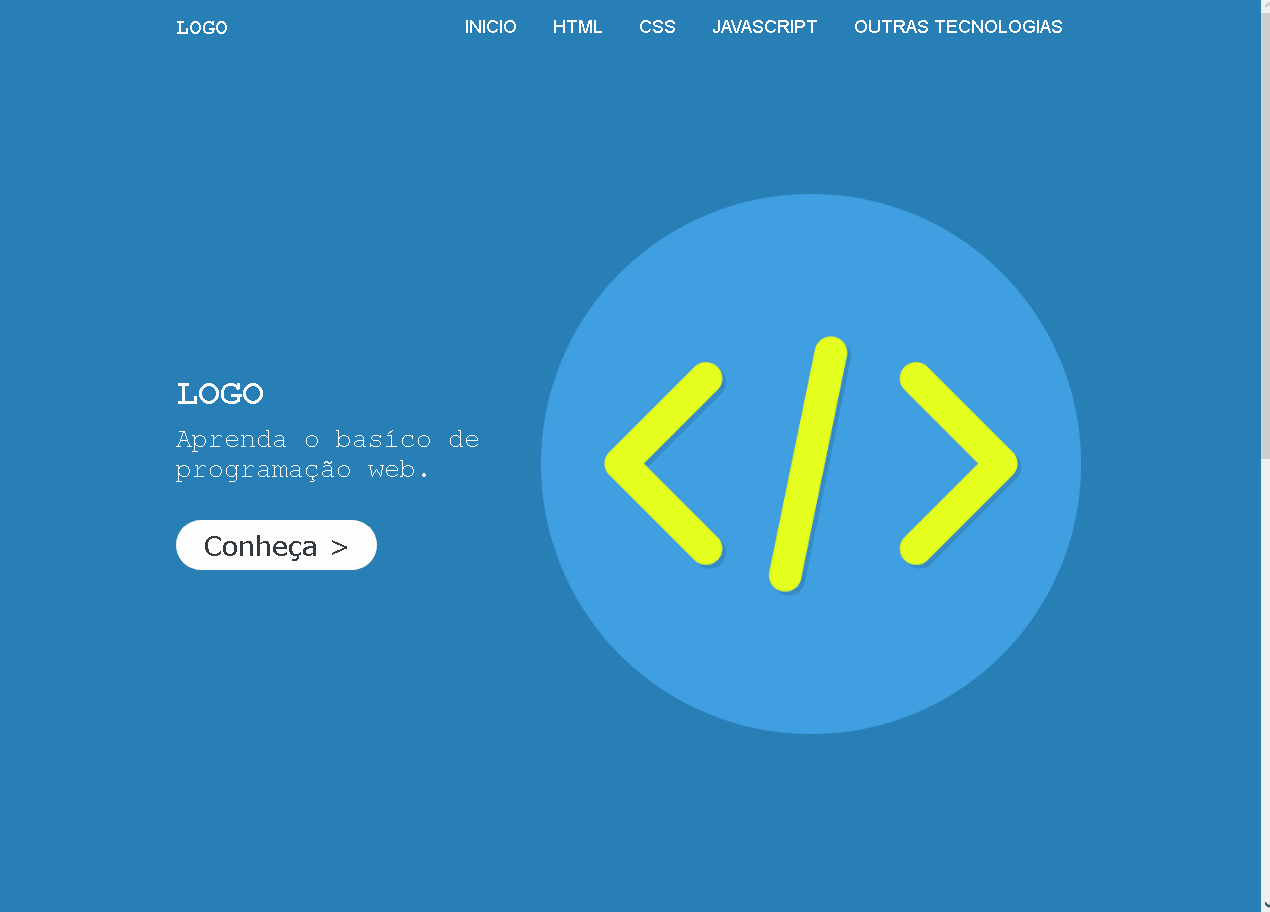 LOGO
INICIO HTML CSS JAVASCRIPT OUTRAS TECNOLOGIAS
LOGO
Aprenda o basíco de
programação web.
Conheça >
</ >